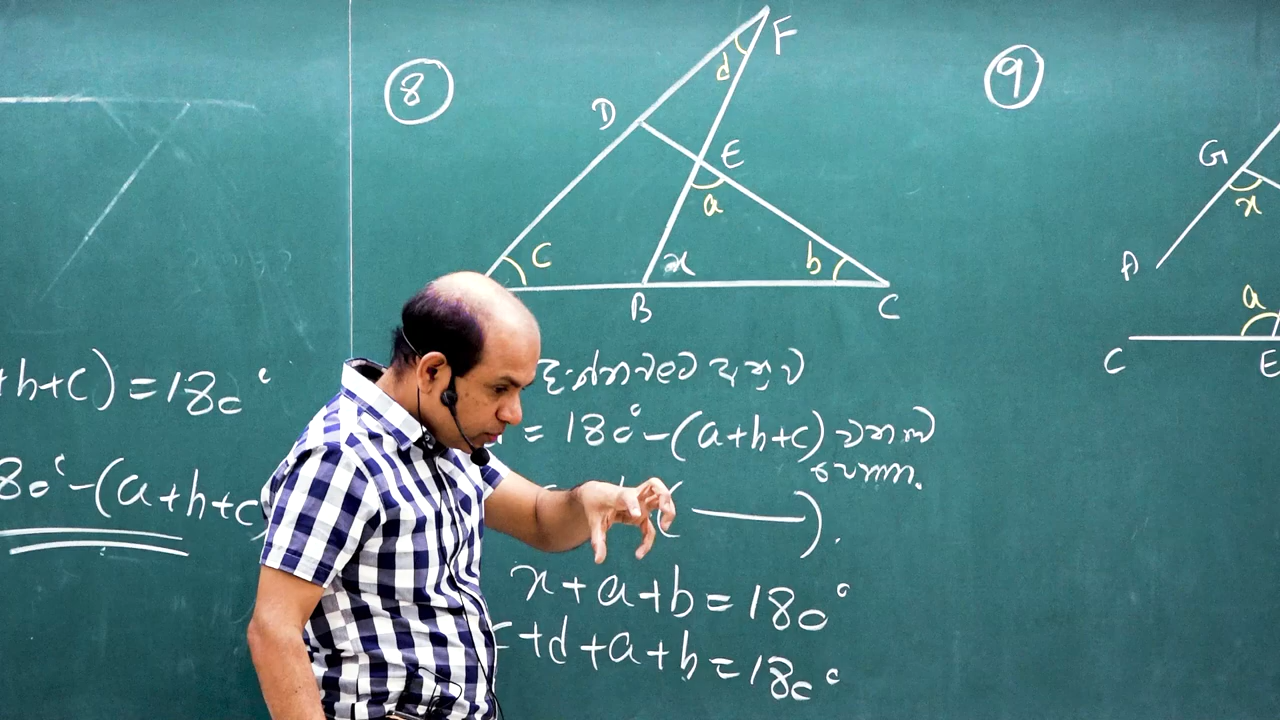 8
9
F
d
D
E
a
C
x
b
B
C
G
x
A
a
C
E
+b+c) = 180°
80° - (a+b+c
= 180° - (a+b+c)
x + a + b = 180°
+ d + a + b = 180°